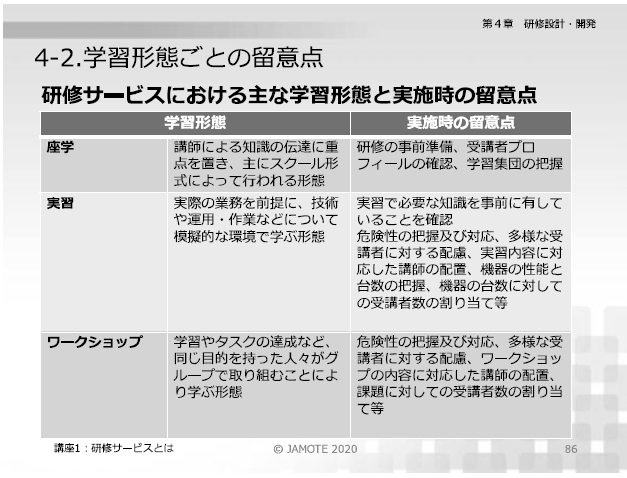 第4章　研修設計・開発
4-2.学習形態ごとの留意点
研修サービスにおける主な学習形態と実施時の留意点
学習形態
実施時の留意点
座学
講師による知識の伝達に重
点を置き、主にスクール形
式によって行われる形態
研修の事前準備、受講者プロ
フィールの確認、学習集団の把握
実習
実際の業務を前提に、技術
や運用・作業などについて
模擬的な環境で学ぶ形態
実習で必要な知識を事前に有して
いることを確認
危険性の把握及び対応、多様な受
講者に対する配慮、実習内容に対
応した講師の配置、機器の性能と
台数の把握、機器の台数に対して
の受講者数の割り当て等
ワークショップ
学習やタスクの達成など、
同じ目的を持った人々がグ
ループで取り組むことによ
り学ぶ形態
危険性の把握及び対応、多様な受
講者に対する配慮、ワークショッ
プの内容に対応した講師の配置、
課題に対しての受講者数の割り当
て等
講座1：研修サービスとは
© JAMOTE 2020
86